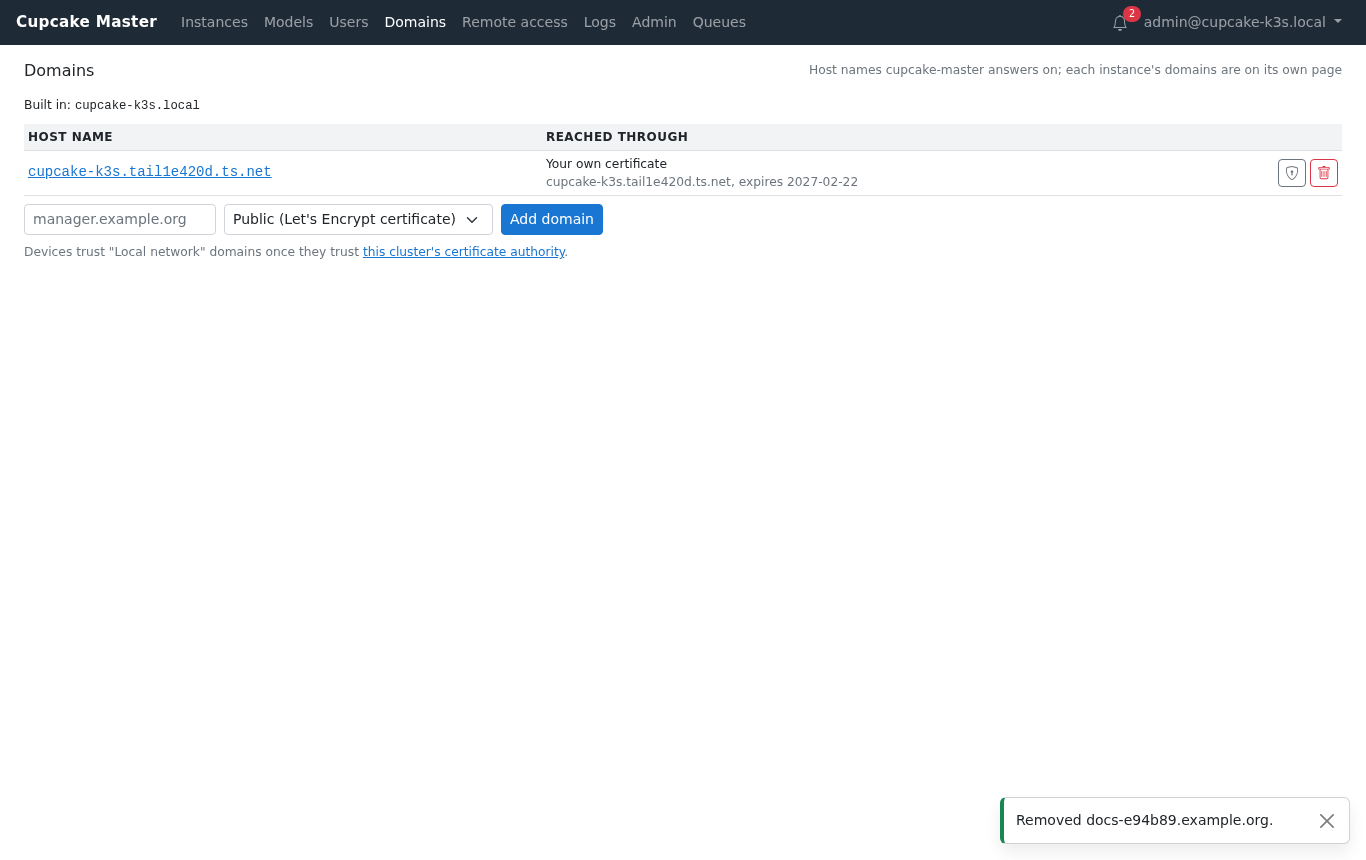 Cupcake Master Instances Models Users Domains Remote access Logs Admin Queues 2 admin@cupcake-k3s.local
Domains Host names cupcake-master answers on; each instance's domains are on its own page
Built in: cupcake-k3s.local
HOST NAME REACHED THROUGH
cupcake-k3s.tail1e420d.ts.net Your own certificate
cupcake-k3s.tail1e420d.ts.net, expires 2027-02-22
manager.example.org Public (Let's Encrypt certificate) Add domain
Devices trust "Local network" domains once they trust this cluster's certificate authority.
Removed docs-e94b89.example.org.